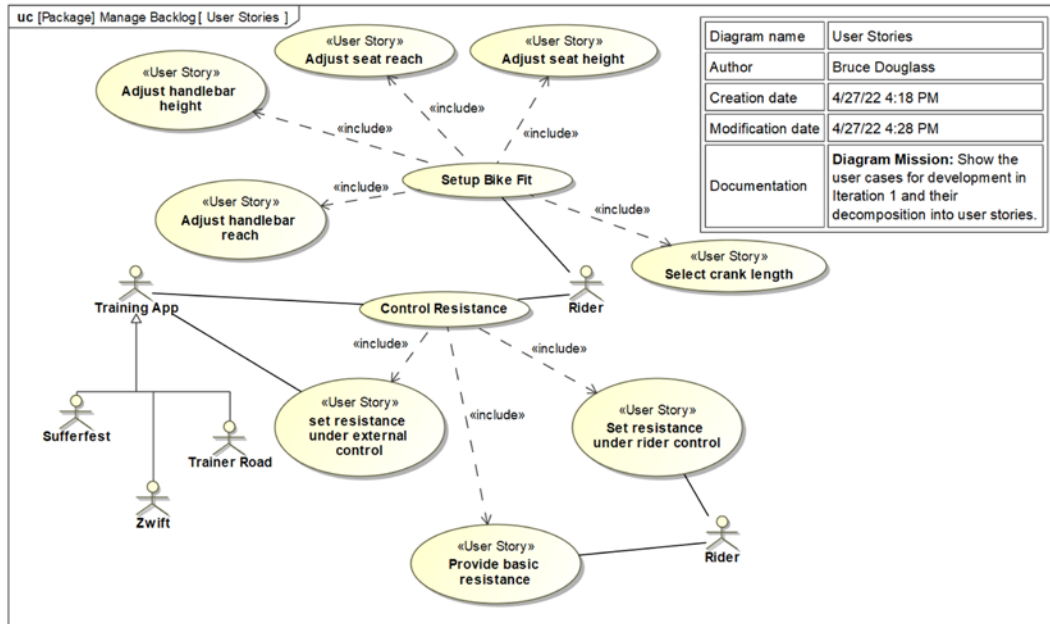 uc [Package] Manage Backlog [ User Stories ]
Diagram name User Stories
Author Bruce Douglass
Creation date 4/27/22 4:18 PM
Modification date 4/27/22 4:28 PM
Documentation
Diagram Mission: Show the
user cases for development in
Iteration 1 and their
decomposition into user stories.
«User Story»
Adjust seat reach
«User Story»
Adjust seat height
«User Story»
Adjust handlebar
height
«include»
«include»
«include»
Setup Bike Fit
«include»
«User Story»
Adjust handlebar
reach
«include»
«User Story»
Select crank length
Training App
Control Resistance
Rider
«include»
«include»
«include»
«User Story»
set resistance
under external
control
«User Story»
Set resistance
under rider control
Sufferfest
Trainer Road
Zwift
«User Story»
Provide basic
resistance
Rider